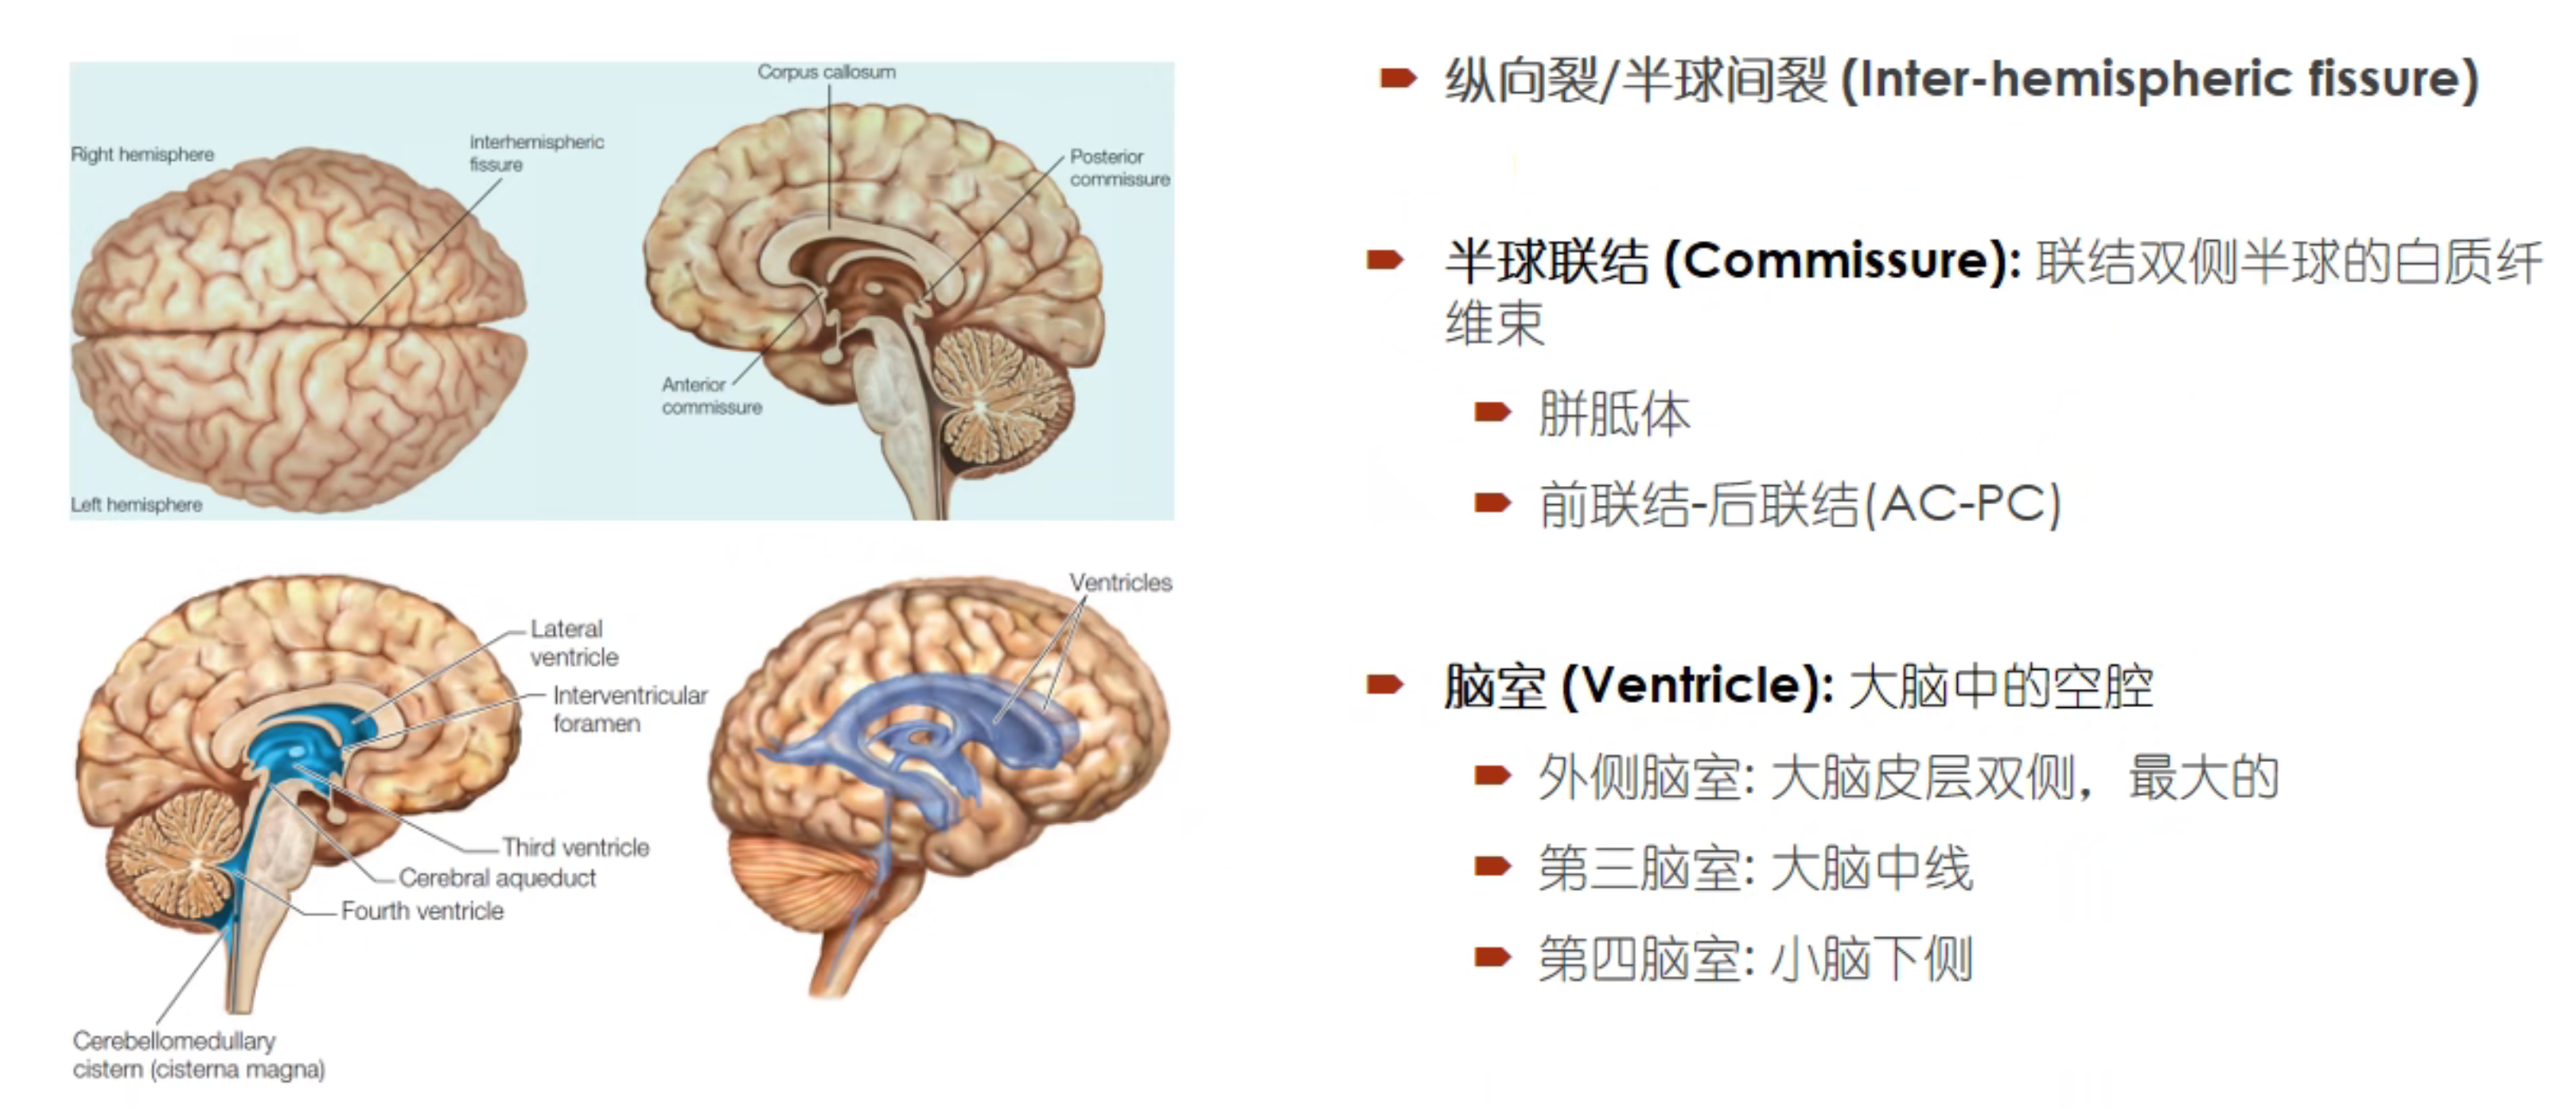 Corpus callosum
Right hemisphere
Interhemispheric
fissure
Posterior
commissure
Anterior
commissure
Left hemisphere
Lateral
ventricle
Interventricular
foramen
Third ventricle
Cerebral aqueduct
Fourth ventricle
Cerebellomedullary
cistern (cisterna magna)
Ventricles
纵向裂/半球间裂 (Inter-hemispheric fissure)
半球联结 (Commissure): 联结双侧半球的白质纤
维束
胼胝体
前联结-后联结(AC-PC)
脑室 (Ventricle): 大脑中的空腔
外侧脑室: 大脑皮层双侧，最大的
第三脑室: 大脑中线
第四脑室: 小脑下侧